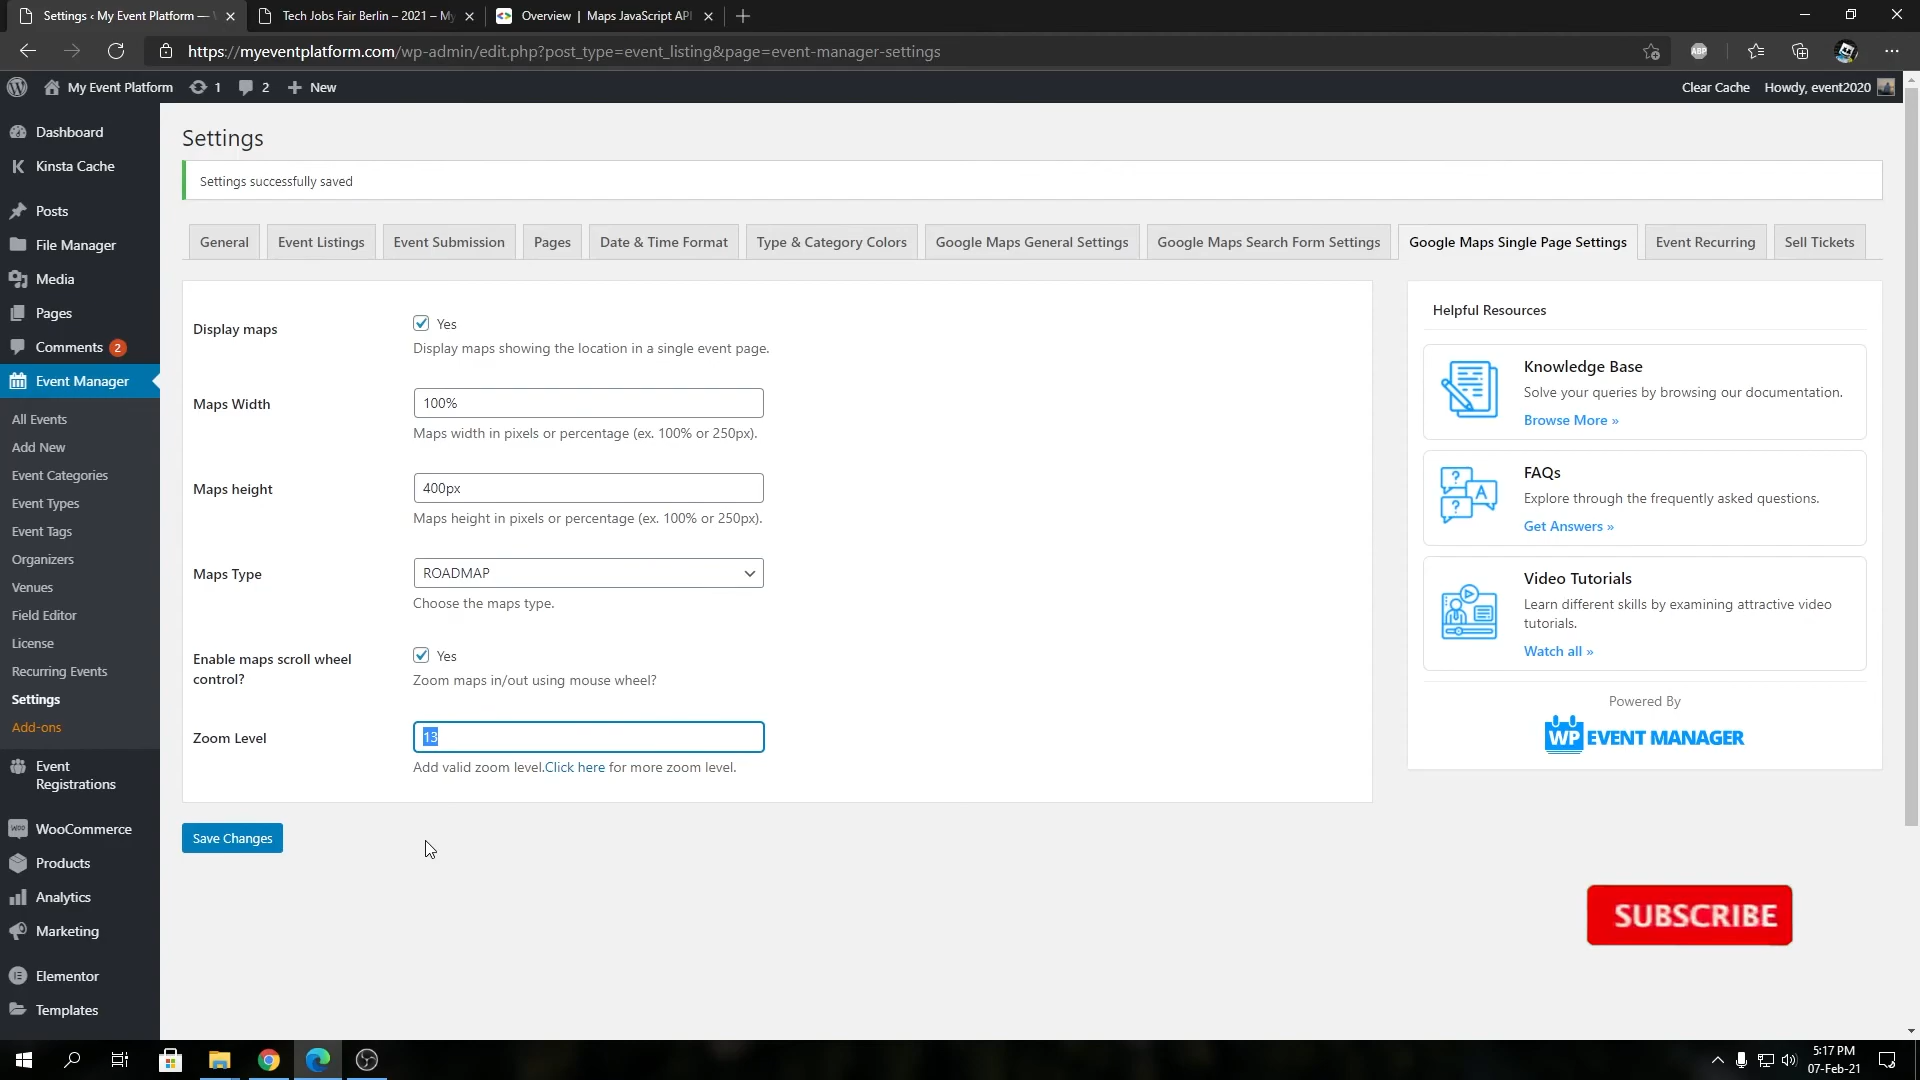 Settings ‹ My Event Platform —
Tech Jobs Fair Berlin – 2021 – My
Overview | Maps JavaScript API
https://myeventplatform.com/wp-admin/edit.php?post_type=event_listing&page=event-manager-settings
ABP
My Event Platform
1
2
New
Clear Cache
Howdy, event2020
Dashboard
Kinsta Cache
Posts
File Manager
Media
Pages
Comments 2
Event Manager
All Events
Add New
Event Categories
Event Types
Event Tags
Organizers
Venues
Field Editor
License
Recurring Events
Settings
Add-ons
Event
Registrations
WooCommerce
Products
Analytics
Marketing
Elementor
Templates
Settings
Settings successfully saved
General
Event Listings
Event Submission
Pages
Date & Time Format
Type & Category Colors
Google Maps General Settings
Google Maps Search Form Settings
Google Maps Single Page Settings
Event Recurring
Sell Tickets
Display maps
Yes
Display maps showing the location in a single event page.
Maps Width
100%
Maps width in pixels or percentage (ex. 100% or 250px).
Maps height
400px
Maps height in pixels or percentage (ex. 100% or 250px).
Maps Type
ROADMAP
Choose the maps type.
Enable maps scroll wheel
control?
Yes
Zoom maps in/out using mouse wheel?
Zoom Level
13
Add valid zoom level.Click here for more zoom level.
Save Changes
Helpful Resources
Knowledge Base
Solve your queries by browsing our documentation.
Browse More »
FAQs
Explore through the frequently asked questions.
Get Answers »
Video Tutorials
Learn different skills by examining attractive video
tutorials.
Watch all »
Powered By
WP EVENT MANAGER
SUBSCRIBE
5:17 PM
07-Feb-21